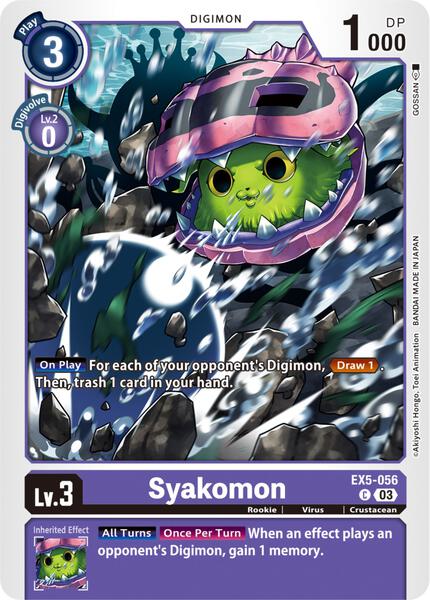 DIGIMON
Play
3
1000
DP
Digivolve
Lv.2
0
GOSSAN
©Akiyoshi Hongo, Toei Animation BANDAI MADE IN JAPAN
On Play For each of your opponent's Digimon, Draw 1.
Then, trash 1 card in your hand.
Lv.3
Syakomon
EX5-056
C 03
Rookie Virus Crustacean
Inherited Effect
All Turns Once Per Turn When an effect plays an
opponent's Digimon, gain 1 memory.